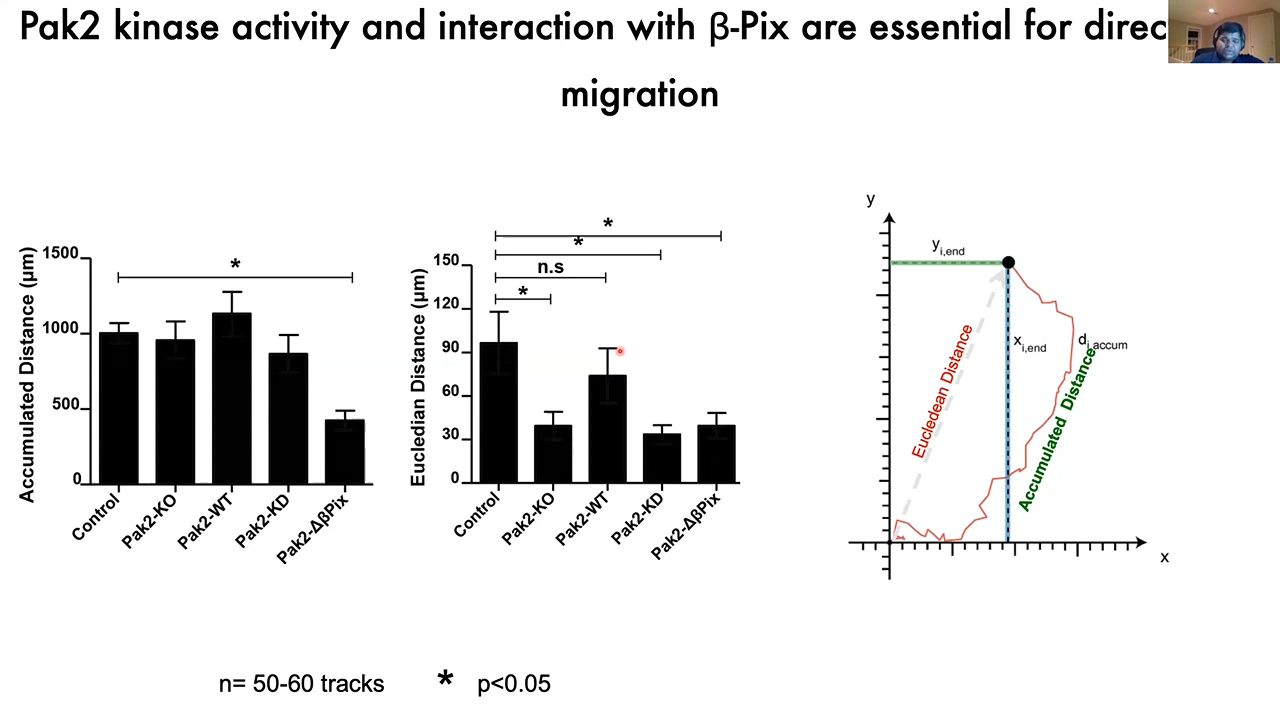 Pak2 kinase activity and interaction with β-Pix are essential for direc
migration
Accumulated Distance (μm)
1500
1000
500
0
*
Control
Pak2-KO
Pak2-WT
Pak2-KD
Pak2-ΔβPix
Eucledian Distance (μm)
150
120
90
60
30
0
*
*
n.s
*
Control
Pak2-KO
Pak2-WT
Pak2-KD
Pak2-ΔβPix
y
y i,end
x i,end
d i,accum
Eucledean Distance
Accumulated Distance
x
n= 50-60 tracks
* p<0.05